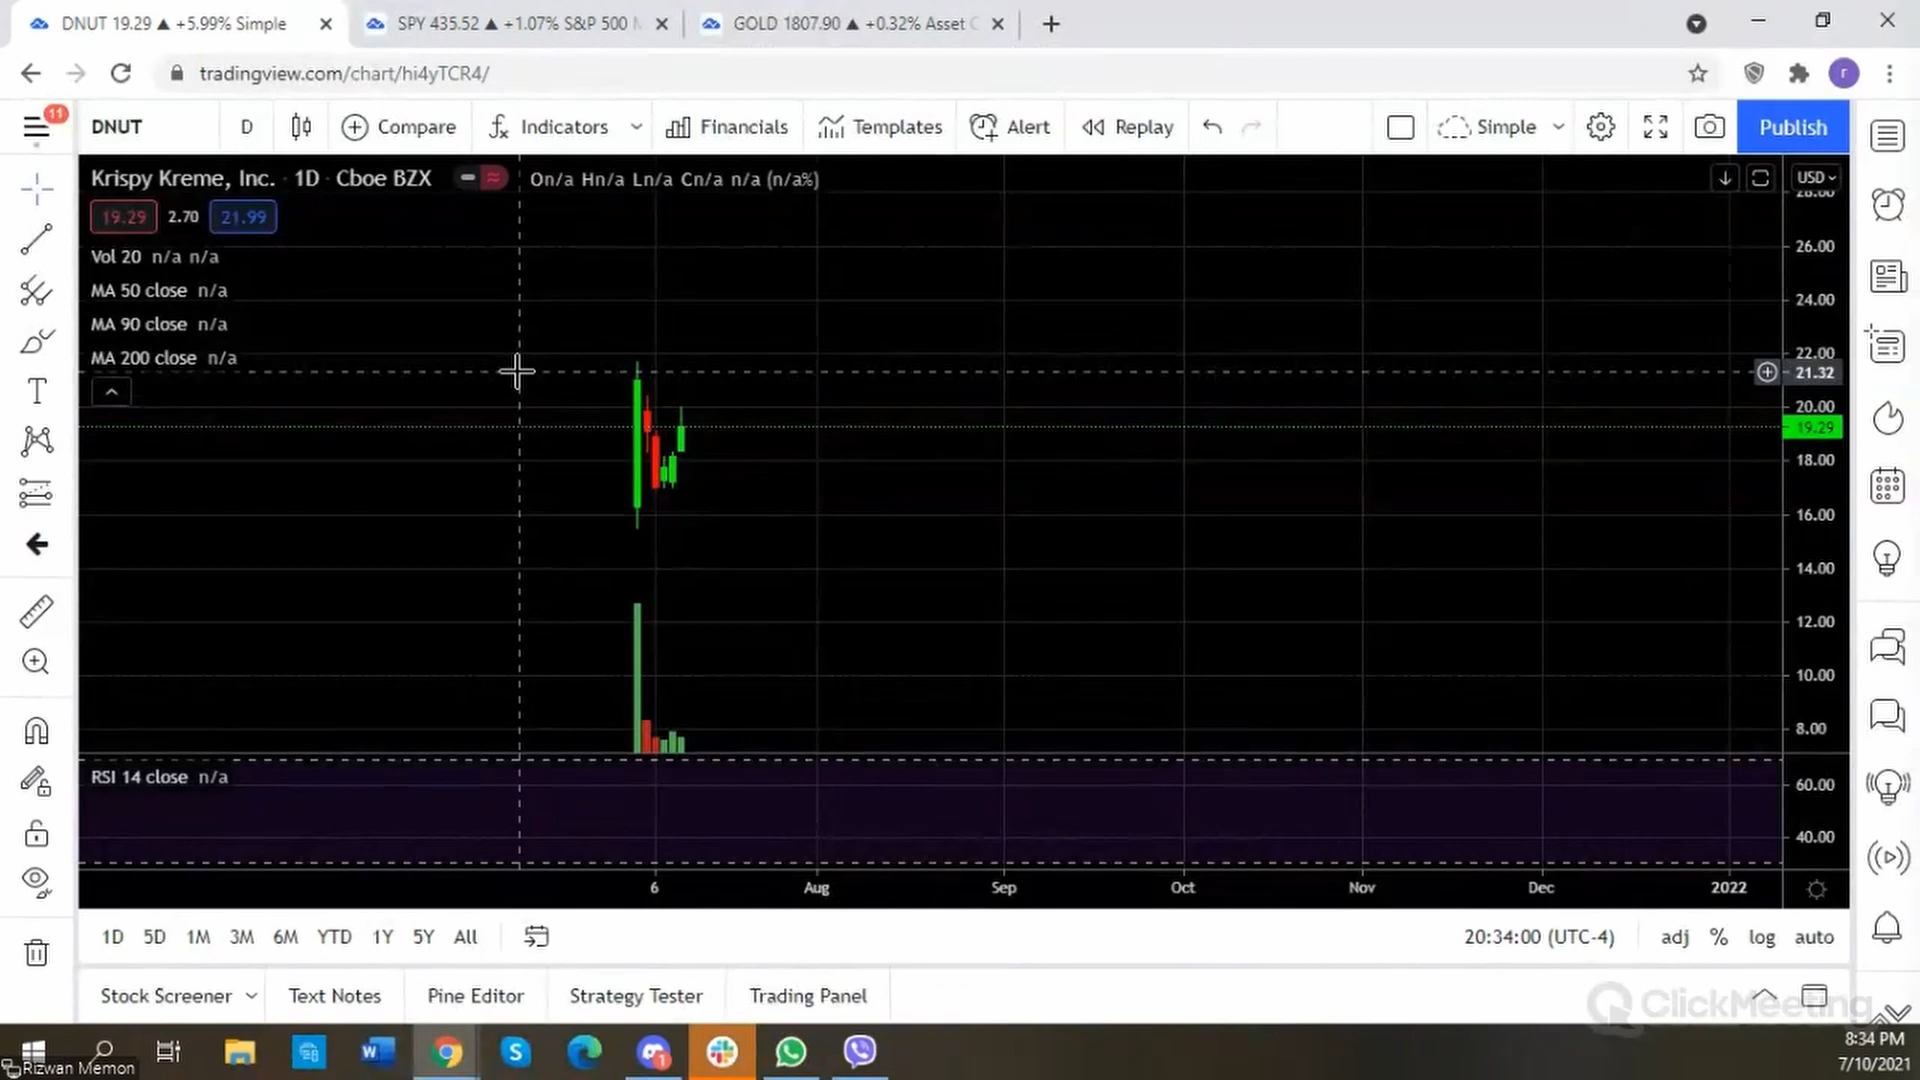 DNUT 19.29 ▲ +5.99% Simple
SPY 435.52 ▲ +1.07% S&P 500
GOLD 1807.90 ▲ +0.32% Asset
tradingview.com/chart/hi4yTCR4/
r
11
DNUT D Compare Indicators Financials Templates Alert Replay Simple Publish
Krispy Kreme, Inc. · 1D · Cboe BZX On/a Hn/a Ln/a Cn/a n/a (n/a%)
USD
19.29 2.70 21.99
28.00
Vol 20 n/a n/a
26.00
MA 50 close n/a
24.00
MA 90 close n/a
MA 200 close n/a
22.00
21.32
20.00
19.29
18.00
16.00
14.00
12.00
10.00
8.00
RSI 14 close n/a
60.00
40.00
6 Aug Sep Oct Nov Dec 2022
1D 5D 1M 3M 6M YTD 1Y 5Y All
20:34:00 (UTC-4) adj % log auto
Stock Screener Text Notes Pine Editor Strategy Tester Trading Panel
ClickMeeting
8:34 PM
7/10/2021
Rizwan Memon